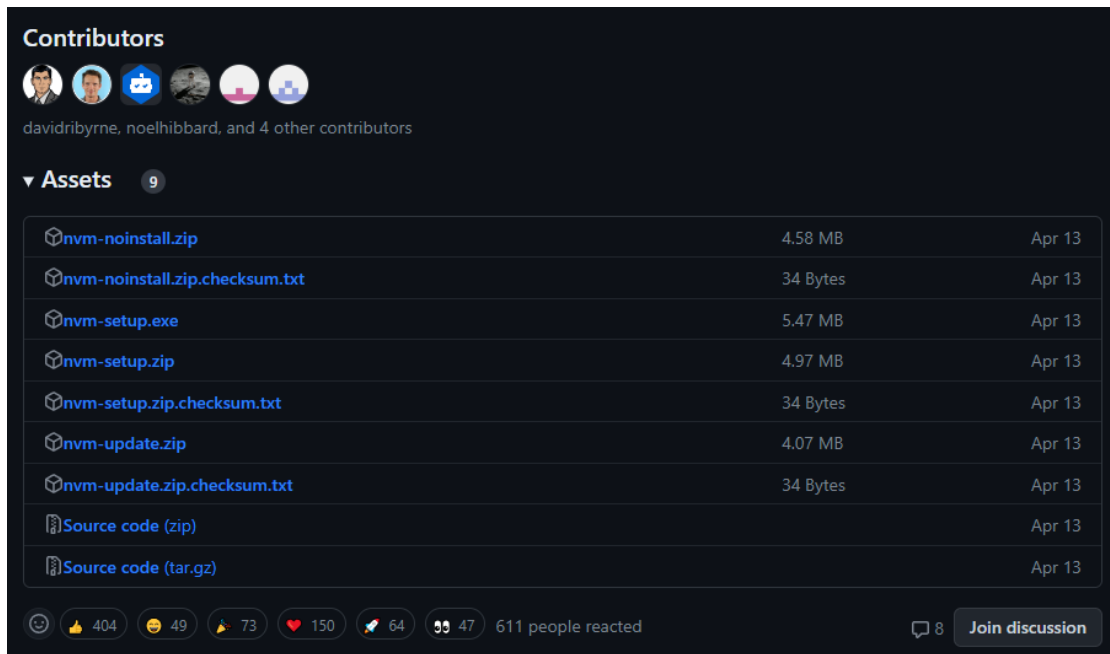 Contributors
davidribyrne, noelhibbard, and 4 other contributors
Assets 9
nvm-noinstall.zip 4.58 MB Apr 13
nvm-noinstall.zip.checksum.txt 34 Bytes Apr 13
nvm-setup.exe 5.47 MB Apr 13
nvm-setup.zip 4.97 MB Apr 13
nvm-setup.zip.checksum.txt 34 Bytes Apr 13
nvm-update.zip 4.07 MB Apr 13
nvm-update.zip.checksum.txt 34 Bytes Apr 13
Source code (zip) Apr 13
Source code (tar.gz) Apr 13
404 49 73 150 64 47 611 people reacted 8 Join discussion